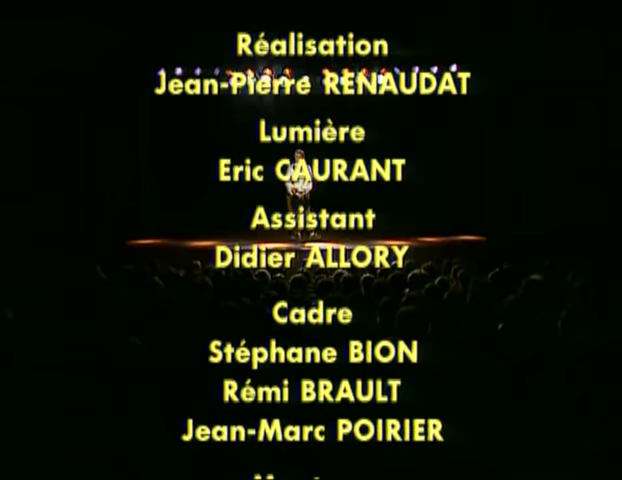 Réalisation
Jean-Pierre RENAUDAT
Lumière
Eric CAURANT
Assistant
Didier ALLORY
Cadre
Stéphane BION
Rémi BRAULT
Jean-Marc POIRIER